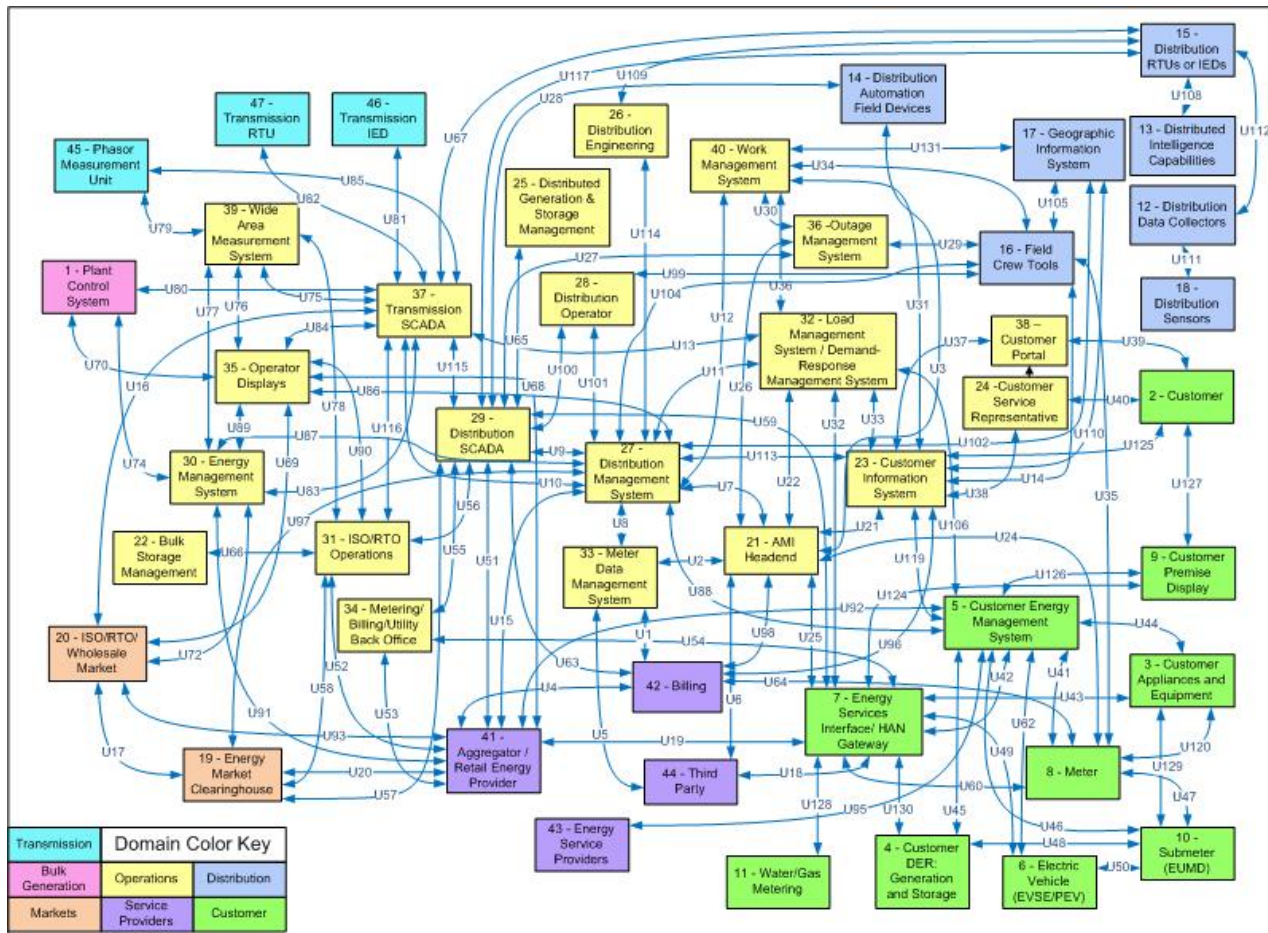 15 -
Distribution
RTUs or IEDs
U117
U109
U28
14 - Distribution
Automation
Field Devices
U108
47 -
Transmission
RTU
46 -
Transmission
IED
26 -
Distribution
Engineering
U67
U112
17 - Geographic
Information
System
13 - Distributed
Intelligence
Capabilities
40 - Work
Management
System
U131
U34
45 - Phasor
Measurement
Unit
U85
U82
25 - Distributed
Generation &
Storage
Management
U105
12 - Distribution
Data Collectors
U30
39 - Wide
Area
Measurement
System
U79
U81
U114
36 -Outage
Management
System
U29
16 - Field
Crew Tools
U27
U111
1 - Plant
Control
System
U99
U80
U75
U76
U77
37 -
Transmission
SCADA
28 -
Distribution
Operator
U104
U36
U31
18 -
Distribution
Sensors
U12
U84
32 - Load
Management
System / Demand-
Response
Management System
38 –
Customer
Portal
U37
U39
U65
U13
U115
U70
U16
35 - Operator
Displays
U100
U101
U11
U26
U3
U86
U68
24 -Customer
Service
Representative
U40
2 - Customer
U78
U59
U32
U33
29 -
Distribution
SCADA
U89
U87
U90
U116
U102
U110
U125
U69
U9
27 -
Distribution
Management
System
U113
23 - Customer
Information
System
30 - Energy
Management
System
U74
U83
U10
U22
U14
U38
U35
U127
U7
U97
U56
U8
U21
U106
22 - Bulk
Storage
Management
U66
31 - ISO/RTO
Operations
U55
U51
33 - Meter
Data
Management
System
U2
21 - AMI
Headend
U24
U119
9 - Customer
Premise
Display
U126
U88
U124
34 - Metering/
Billing/Utility
Back Office
U15
U92
5 - Customer Energy
Management
System
20 - ISO/RTO/
Wholesale
Market
U72
U1
U98
U25
U96
U54
U44
U52
U63
U58
42 - Billing
U64
3 - Customer
Appliances and
Equipment
U4
U6
U41
U42
U43
7 - Energy
Services
Interface/ HAN
Gateway
U91
U53
U62
U93
U5
41 -
Aggregator /
Retail Energy
Provider
U19
U49
U17
19 - Energy
Market
Clearinghouse
U20
U120
U129
8 - Meter
44 - Third
Party
U18
U60
U57
U128
U95
U130
U45
U47
U46
43 - Energy
Service
Providers
4 - Customer
DER:
Generation
and Storage
U48
10 -
Submeter
(EUMD)
11 - Water/Gas
Metering
6 - Electric
Vehicle
(EVSE/PEV)
U50
Transmission
Domain Color Key
Bulk
Generation
Operations
Distribution
Markets
Service
Providers
Customer